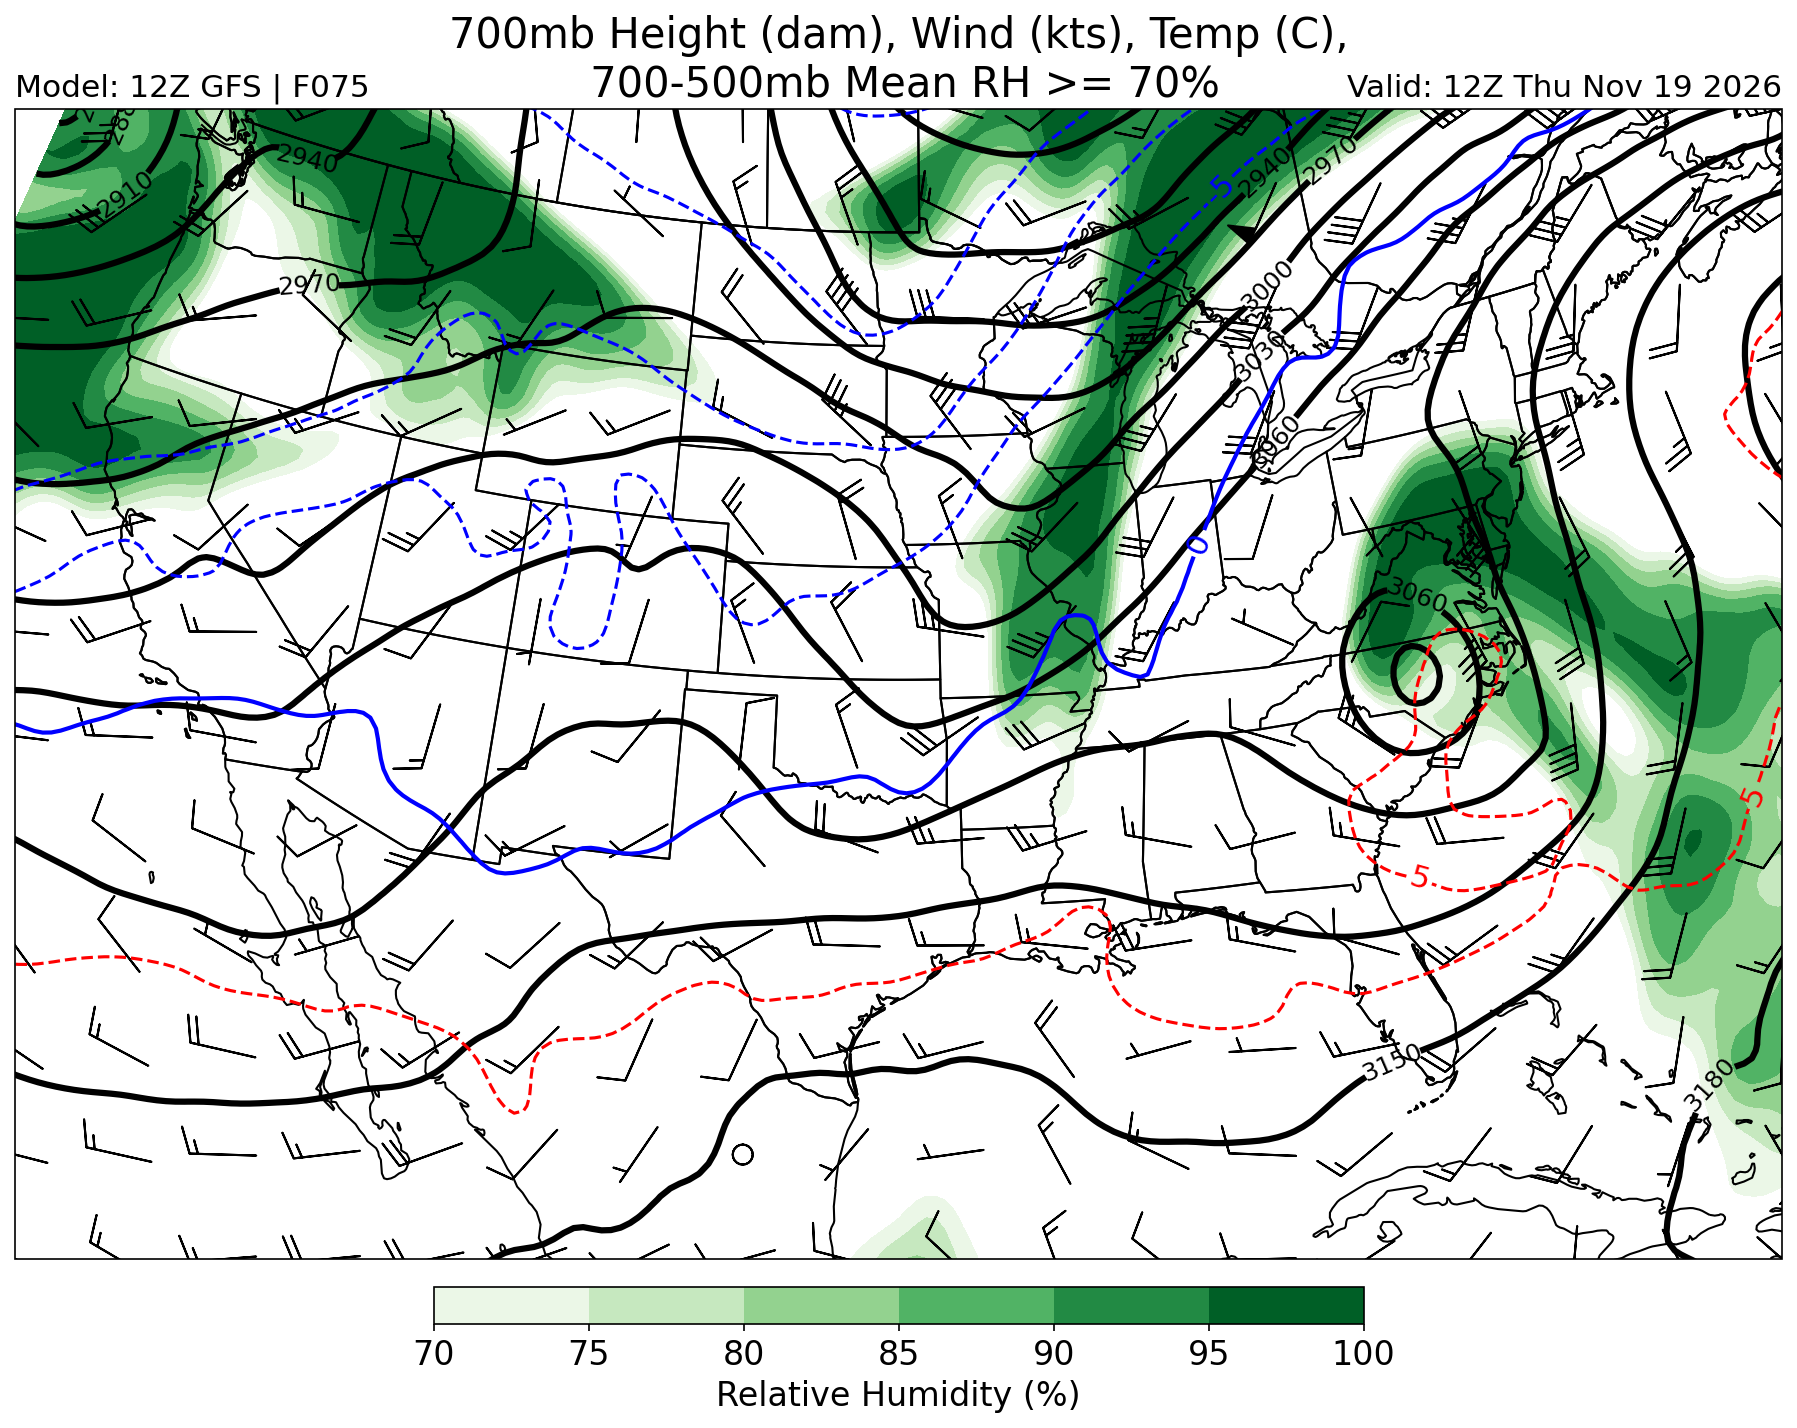 700mb Height (dam), Wind (kts), Temp (C),
700-500mb Mean RH >= 70%
Model: 12Z GFS | F075
Valid: 12Z Thu Nov 19 2026
2940
2910
2970
2940
2970
5
3000
3030
3060
0
3060
5
5
3150
3180
70 75 80 85 90 95 100
Relative Humidity (%)